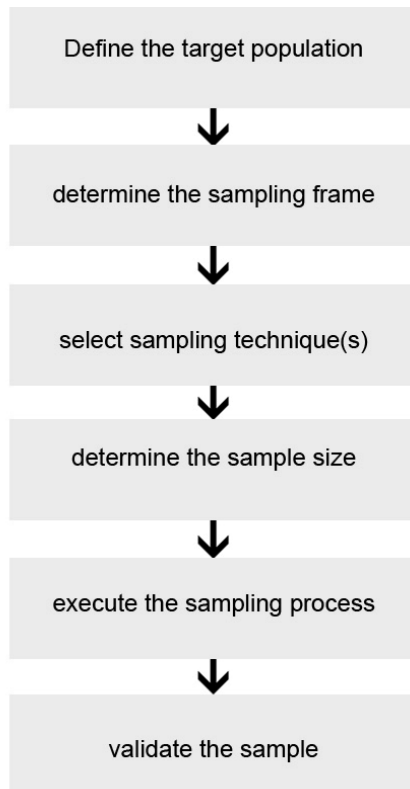 Define the target population
determine the sampling frame
select sampling technique(s)
determine the sample size
execute the sampling process
validate the sample